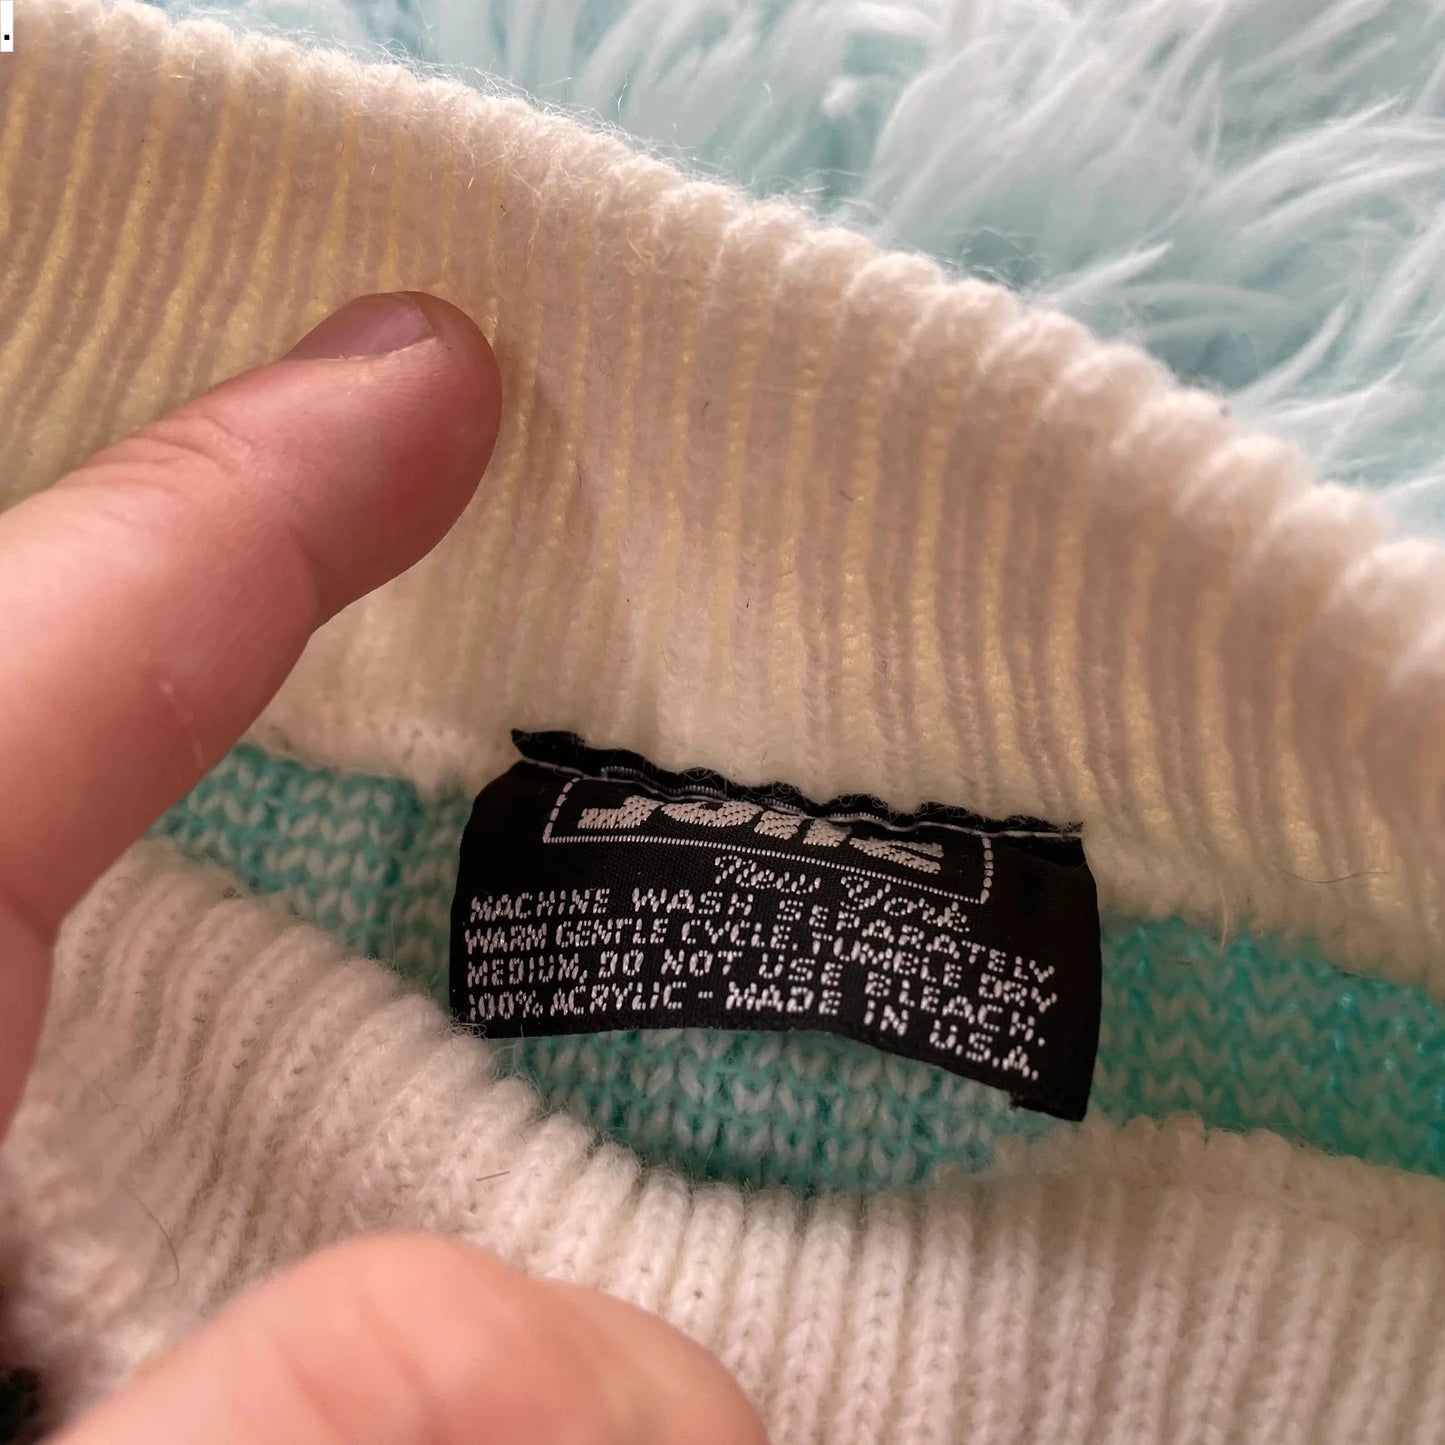 .
New York
MACHINE WASH SEPARATELY
WARM GENTLE CYCLE. TUMBLE DRY
MEDIUM, DO NOT USE BLEACH.
100% ACRYLIC - MADE IN U.S.A.